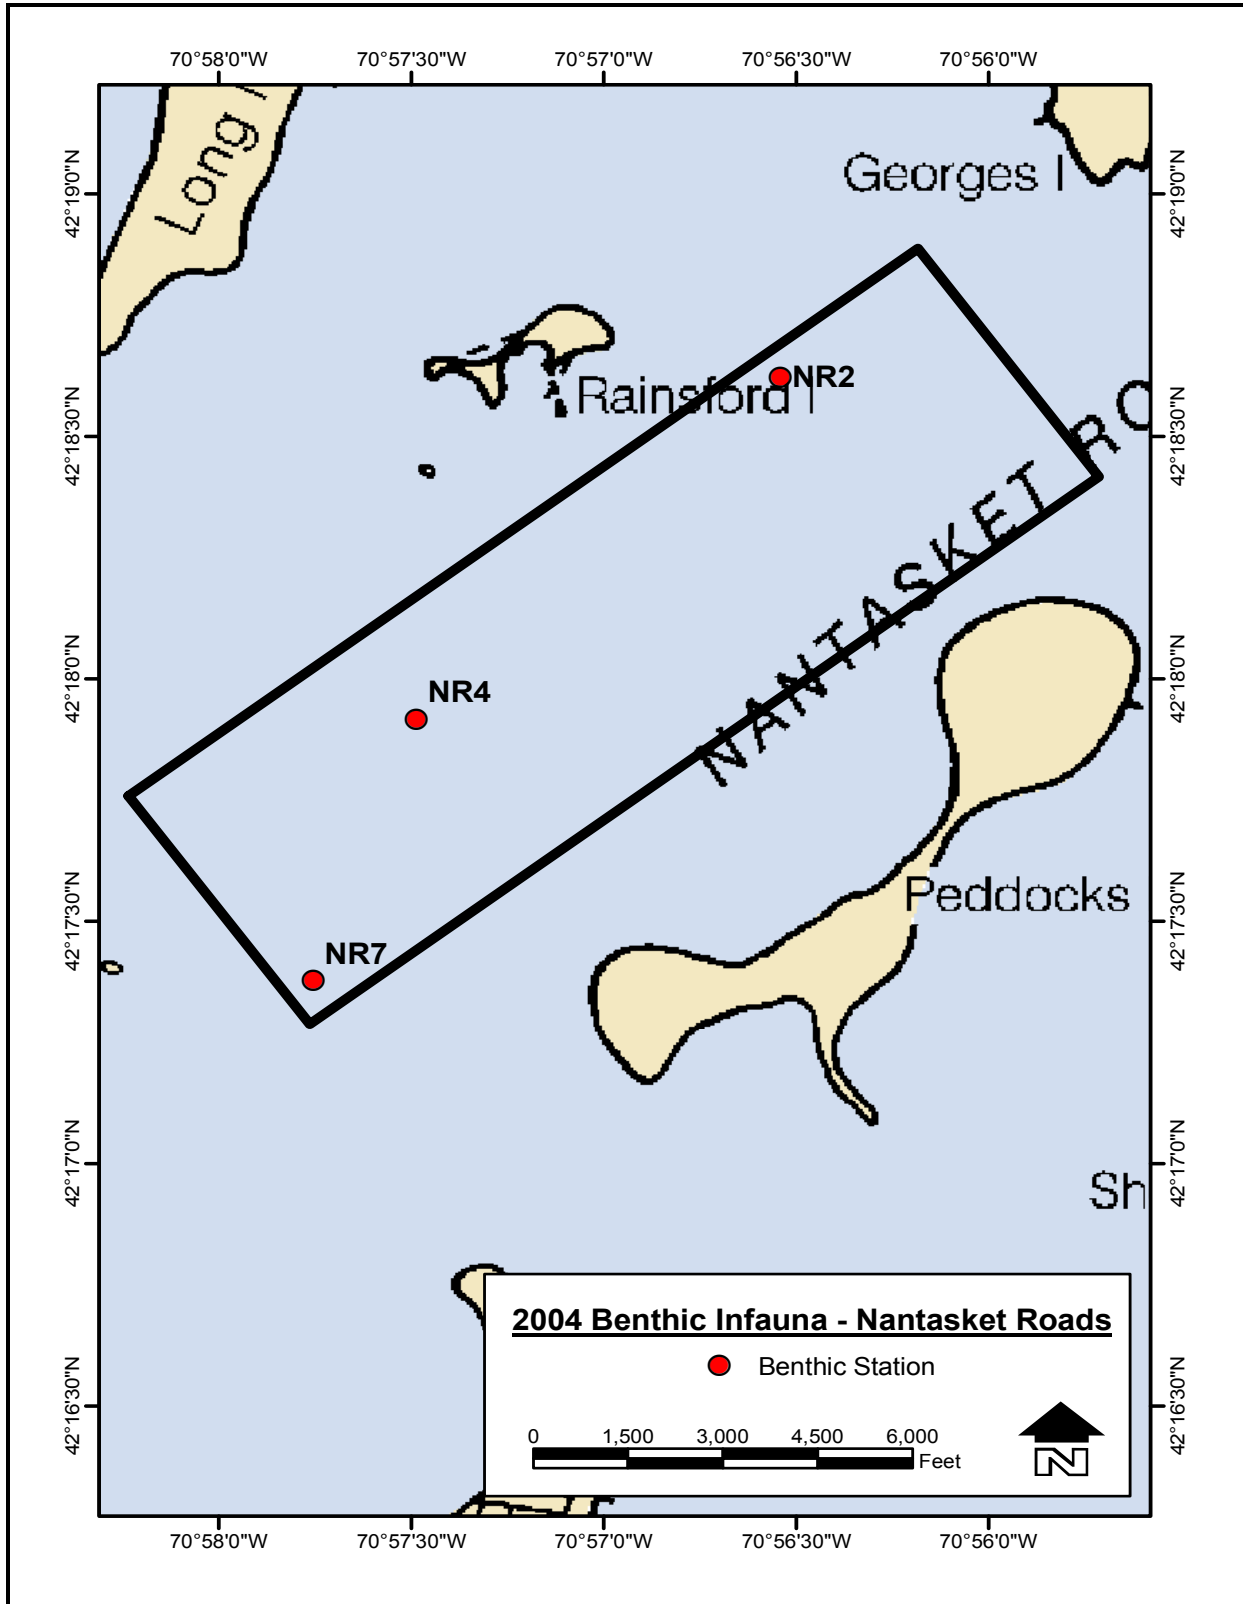 70°58'0"W 70°57'30"W 70°57'0"W 70°56'30"W 70°56'0"W
Long I
Georges I
42°19'0"N 42°19'0"N
NR2
Rainsford I
42°18'30"N 42°18'30"N
NANTASKET RO
42°18'0"N 42°18'0"N
NR4
Peddocks
42°17'30"N 42°17'30"N
NR7
42°17'0"N 42°17'0"N
Sh
2004 Benthic Infauna - Nantasket Roads
Benthic Station
42°16'30"N 42°16'30"N
0 1,500 3,000 4,500 6,000
Feet
N
70°58'0"W 70°57'30"W 70°57'0"W 70°56'30"W 70°56'0"W